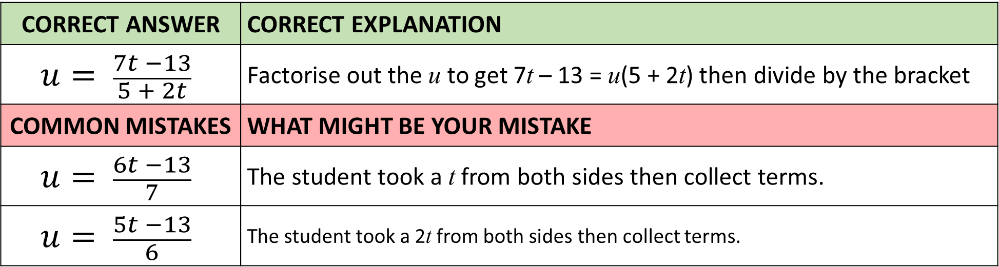 CORRECT ANSWER CORRECT EXPLANATION
u = (7t − 13)/(5 + 2t) Factorise out the u to get 7t – 13 = u(5 + 2t) then divide by the bracket
COMMON MISTAKES WHAT MIGHT BE YOUR MISTAKE
u = (6t − 13)/7 The student took a t from both sides then collect terms.
u = (5t − 13)/6 The student took a 2t from both sides then collect terms.